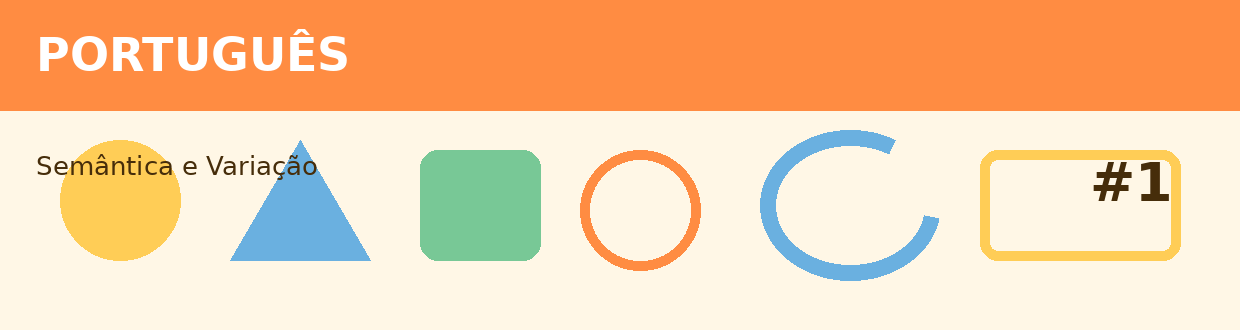 PORTUGUÊS
Semântica e Variação
#1